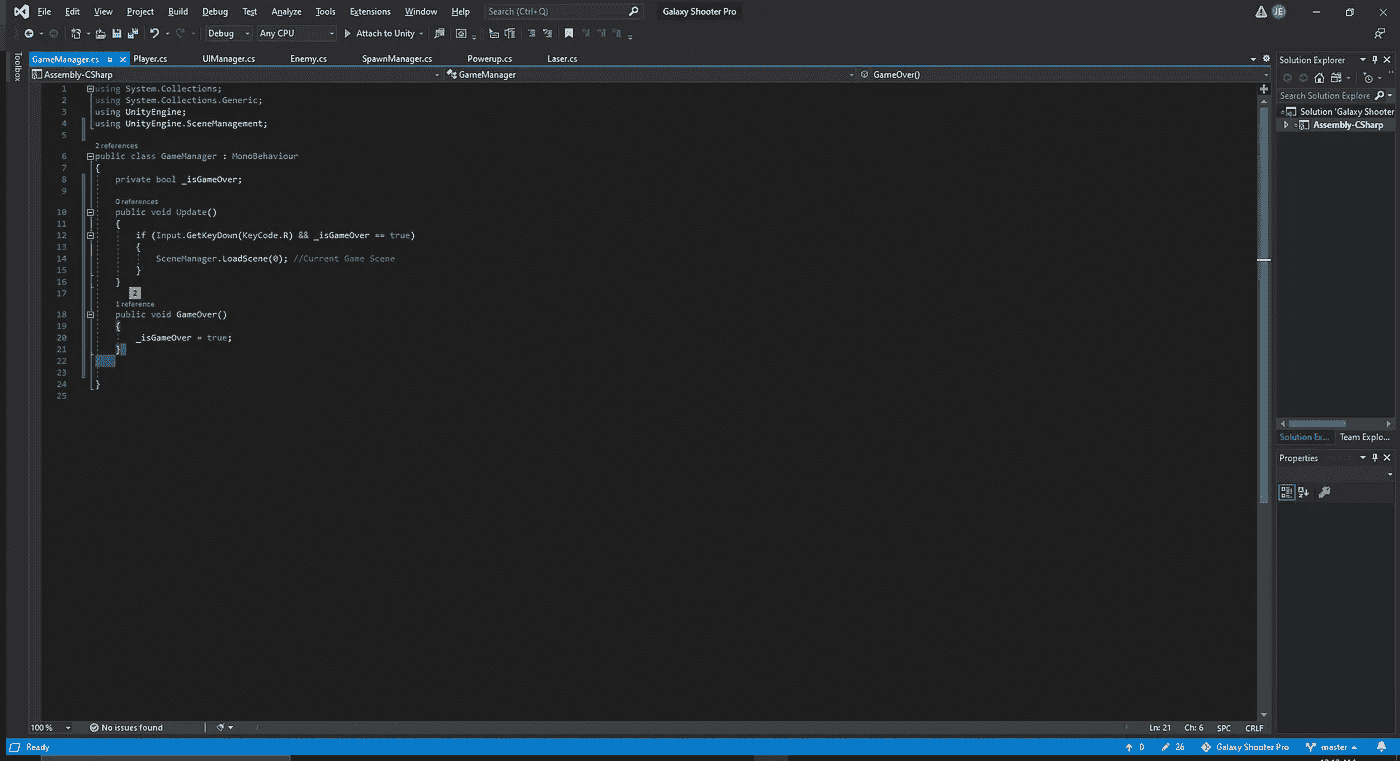 File Edit View Project Build Debug Test Analyze Tools Extensions Window Help Search (Ctrl+Q) Galaxy Shooter Pro JE
Debug Any CPU Attach to Unity
Toolbox
GameManager.cs Player.cs UIManager.cs Enemy.cs SpawnManager.cs Powerup.cs Laser.cs
Assembly-CSharp GameManager GameOver()
1 using System.Collections;
2 using System.Collections.Generic;
3 using UnityEngine;
4 using UnityEngine.SceneManagement;
5
2 references
6 public class GameManager : MonoBehaviour
7 {
8 private bool _isGameOver;
9
0 references
10 public void Update()
11 {
12 if (Input.GetKeyDown(KeyCode.R) && _isGameOver == true)
13 {
14 SceneManager.LoadScene(0); //Current Game Scene
15 }
16 }
17
2
1 reference
18 public void GameOver()
19 {
20 _isGameOver = true;
21 }
22
23
24 }
25
100 % No issues found Ln: 21 Ch: 6 SPC CRLF
Solution Explorer
Search Solution Explore
Solution 'Galaxy Shooter
Assembly-CSharp
Solution Ex... Team Explo...
Properties
Ready 0 26 Galaxy Shooter Pro master